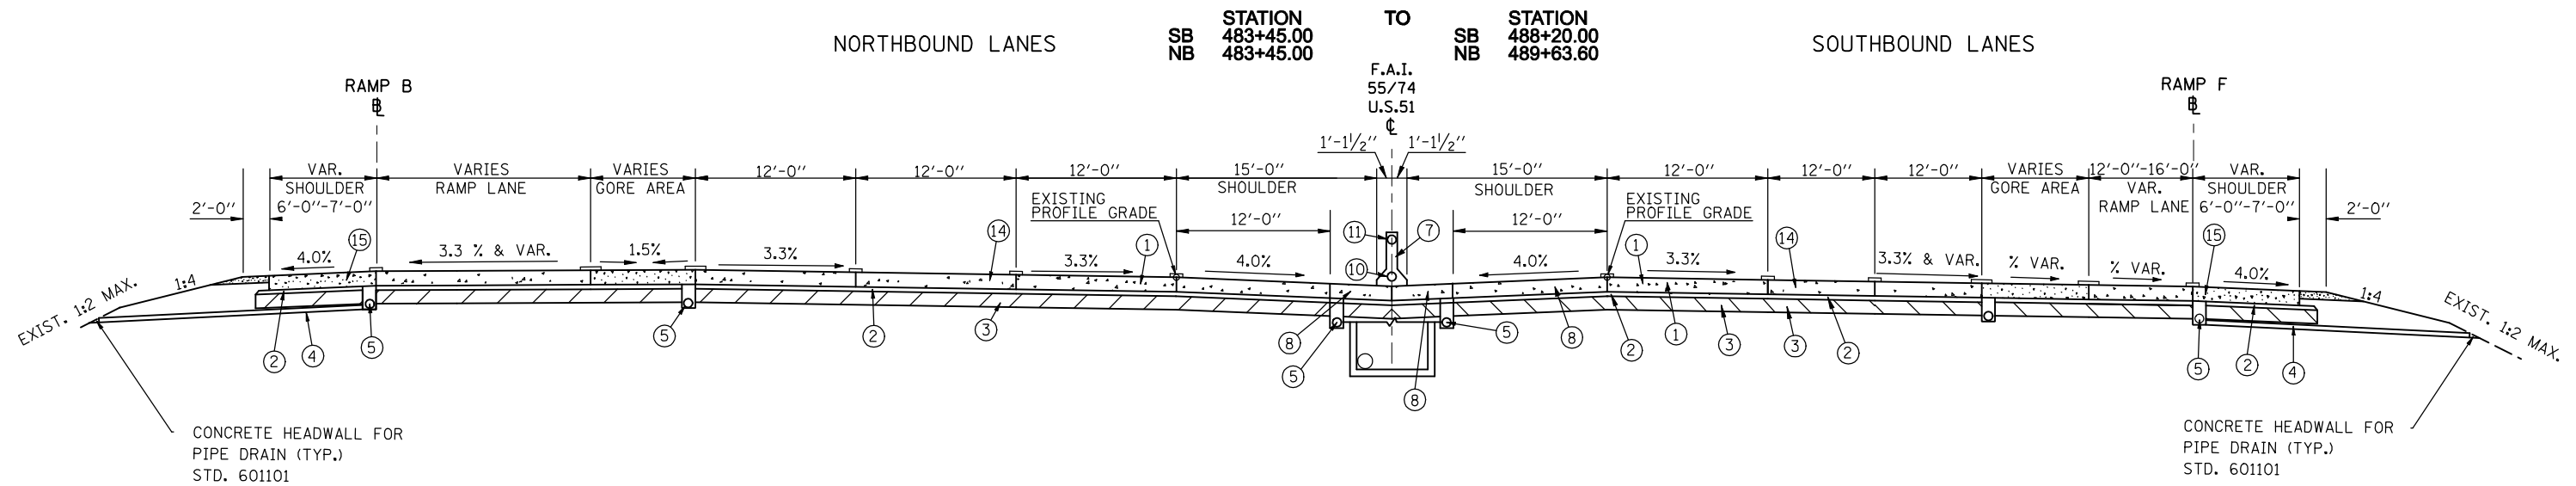 STATION TO STATION
SB 483+45.00 SB 488+20.00
NB 483+45.00 NB 489+63.60
NORTHBOUND LANES
SOUTHBOUND LANES
F.A.I.
55/74
U.S.51
℄
RAMP B
BL
RAMP F
BL
1'-1½" 1'-1½"
VAR.
SHOULDER
6'-0"-7'-0"
VARIES
RAMP LANE
VARIES
GORE AREA
12'-0" 12'-0" 12'-0"
15'-0"
SHOULDER
15'-0"
SHOULDER
12'-0" 12'-0" 12'-0"
VARIES
GORE AREA
12'-0"-16'-0"
VAR.
RAMP LANE
VAR.
SHOULDER
6'-0"-7'-0"
2'-0"
EXISTING
PROFILE GRADE
12'-0"
12'-0"
EXISTING
PROFILE GRADE
2'-0"
11 7
10
4.0% 15 3.3 % & VAR. 1.5% 3.3% 14 3.3% 1 4.0%
4.0% 1 3.3% 14 3.3% & VAR. % VAR. % VAR. 15 4.0%
EXIST. 1:2 MAX.
1:4
1:4
EXIST. 1:2 MAX.
2 4 5 5 2 3 8 5 8 5 8 2 1 3 3 2 5 2 4
CONCRETE HEADWALL FOR
PIPE DRAIN (TYP.)
STD. 601101
CONCRETE HEADWALL FOR
PIPE DRAIN (TYP.)
STD. 601101